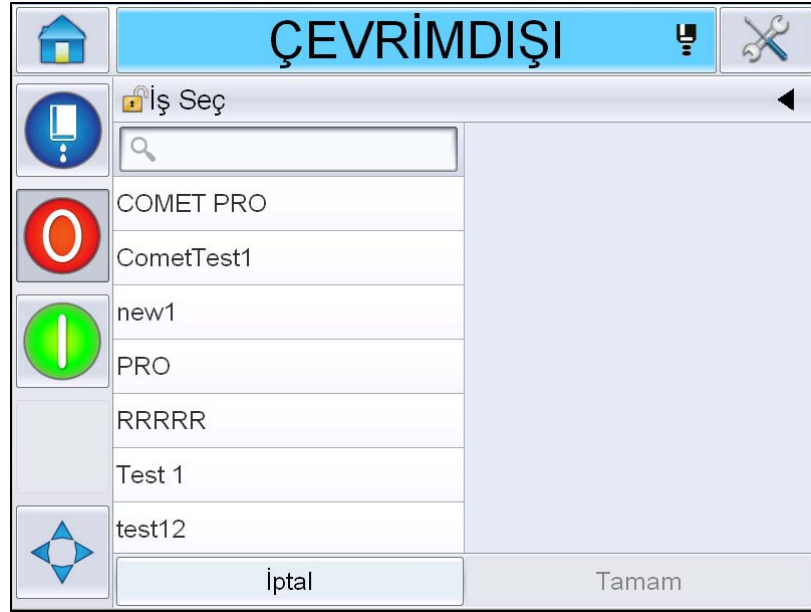 ÇEVRİMDIŞI
İş Seç
COMET PRO
CometTest1
new1
PRO
RRRRR
Test 1
test12
İptal
Tamam